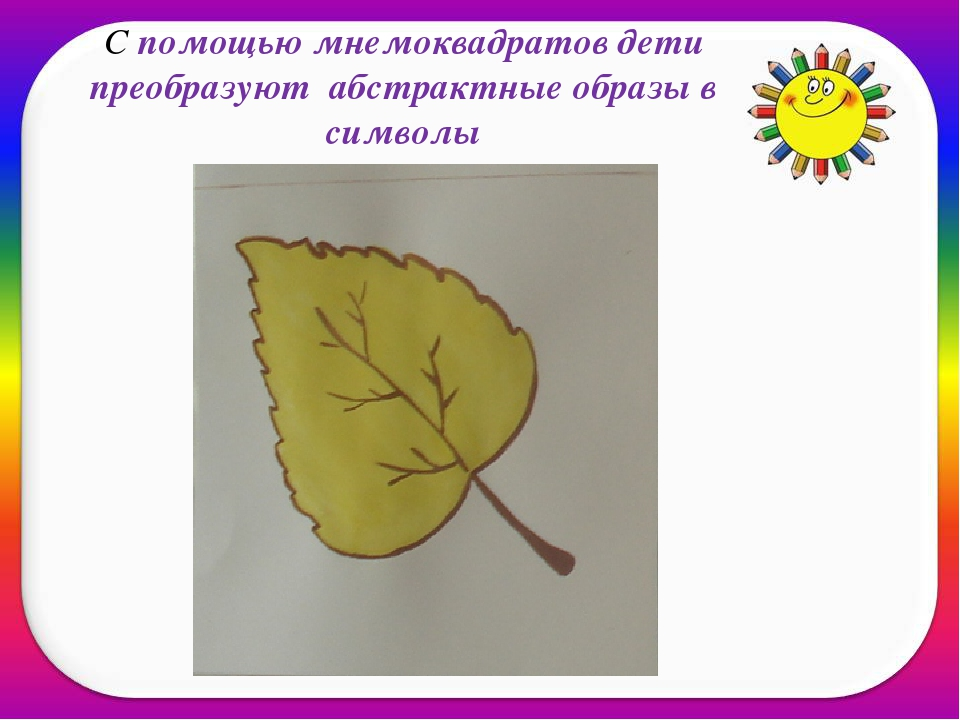 С помощью мнемоквадратов дети
преобразуют абстрактные образы в
символы